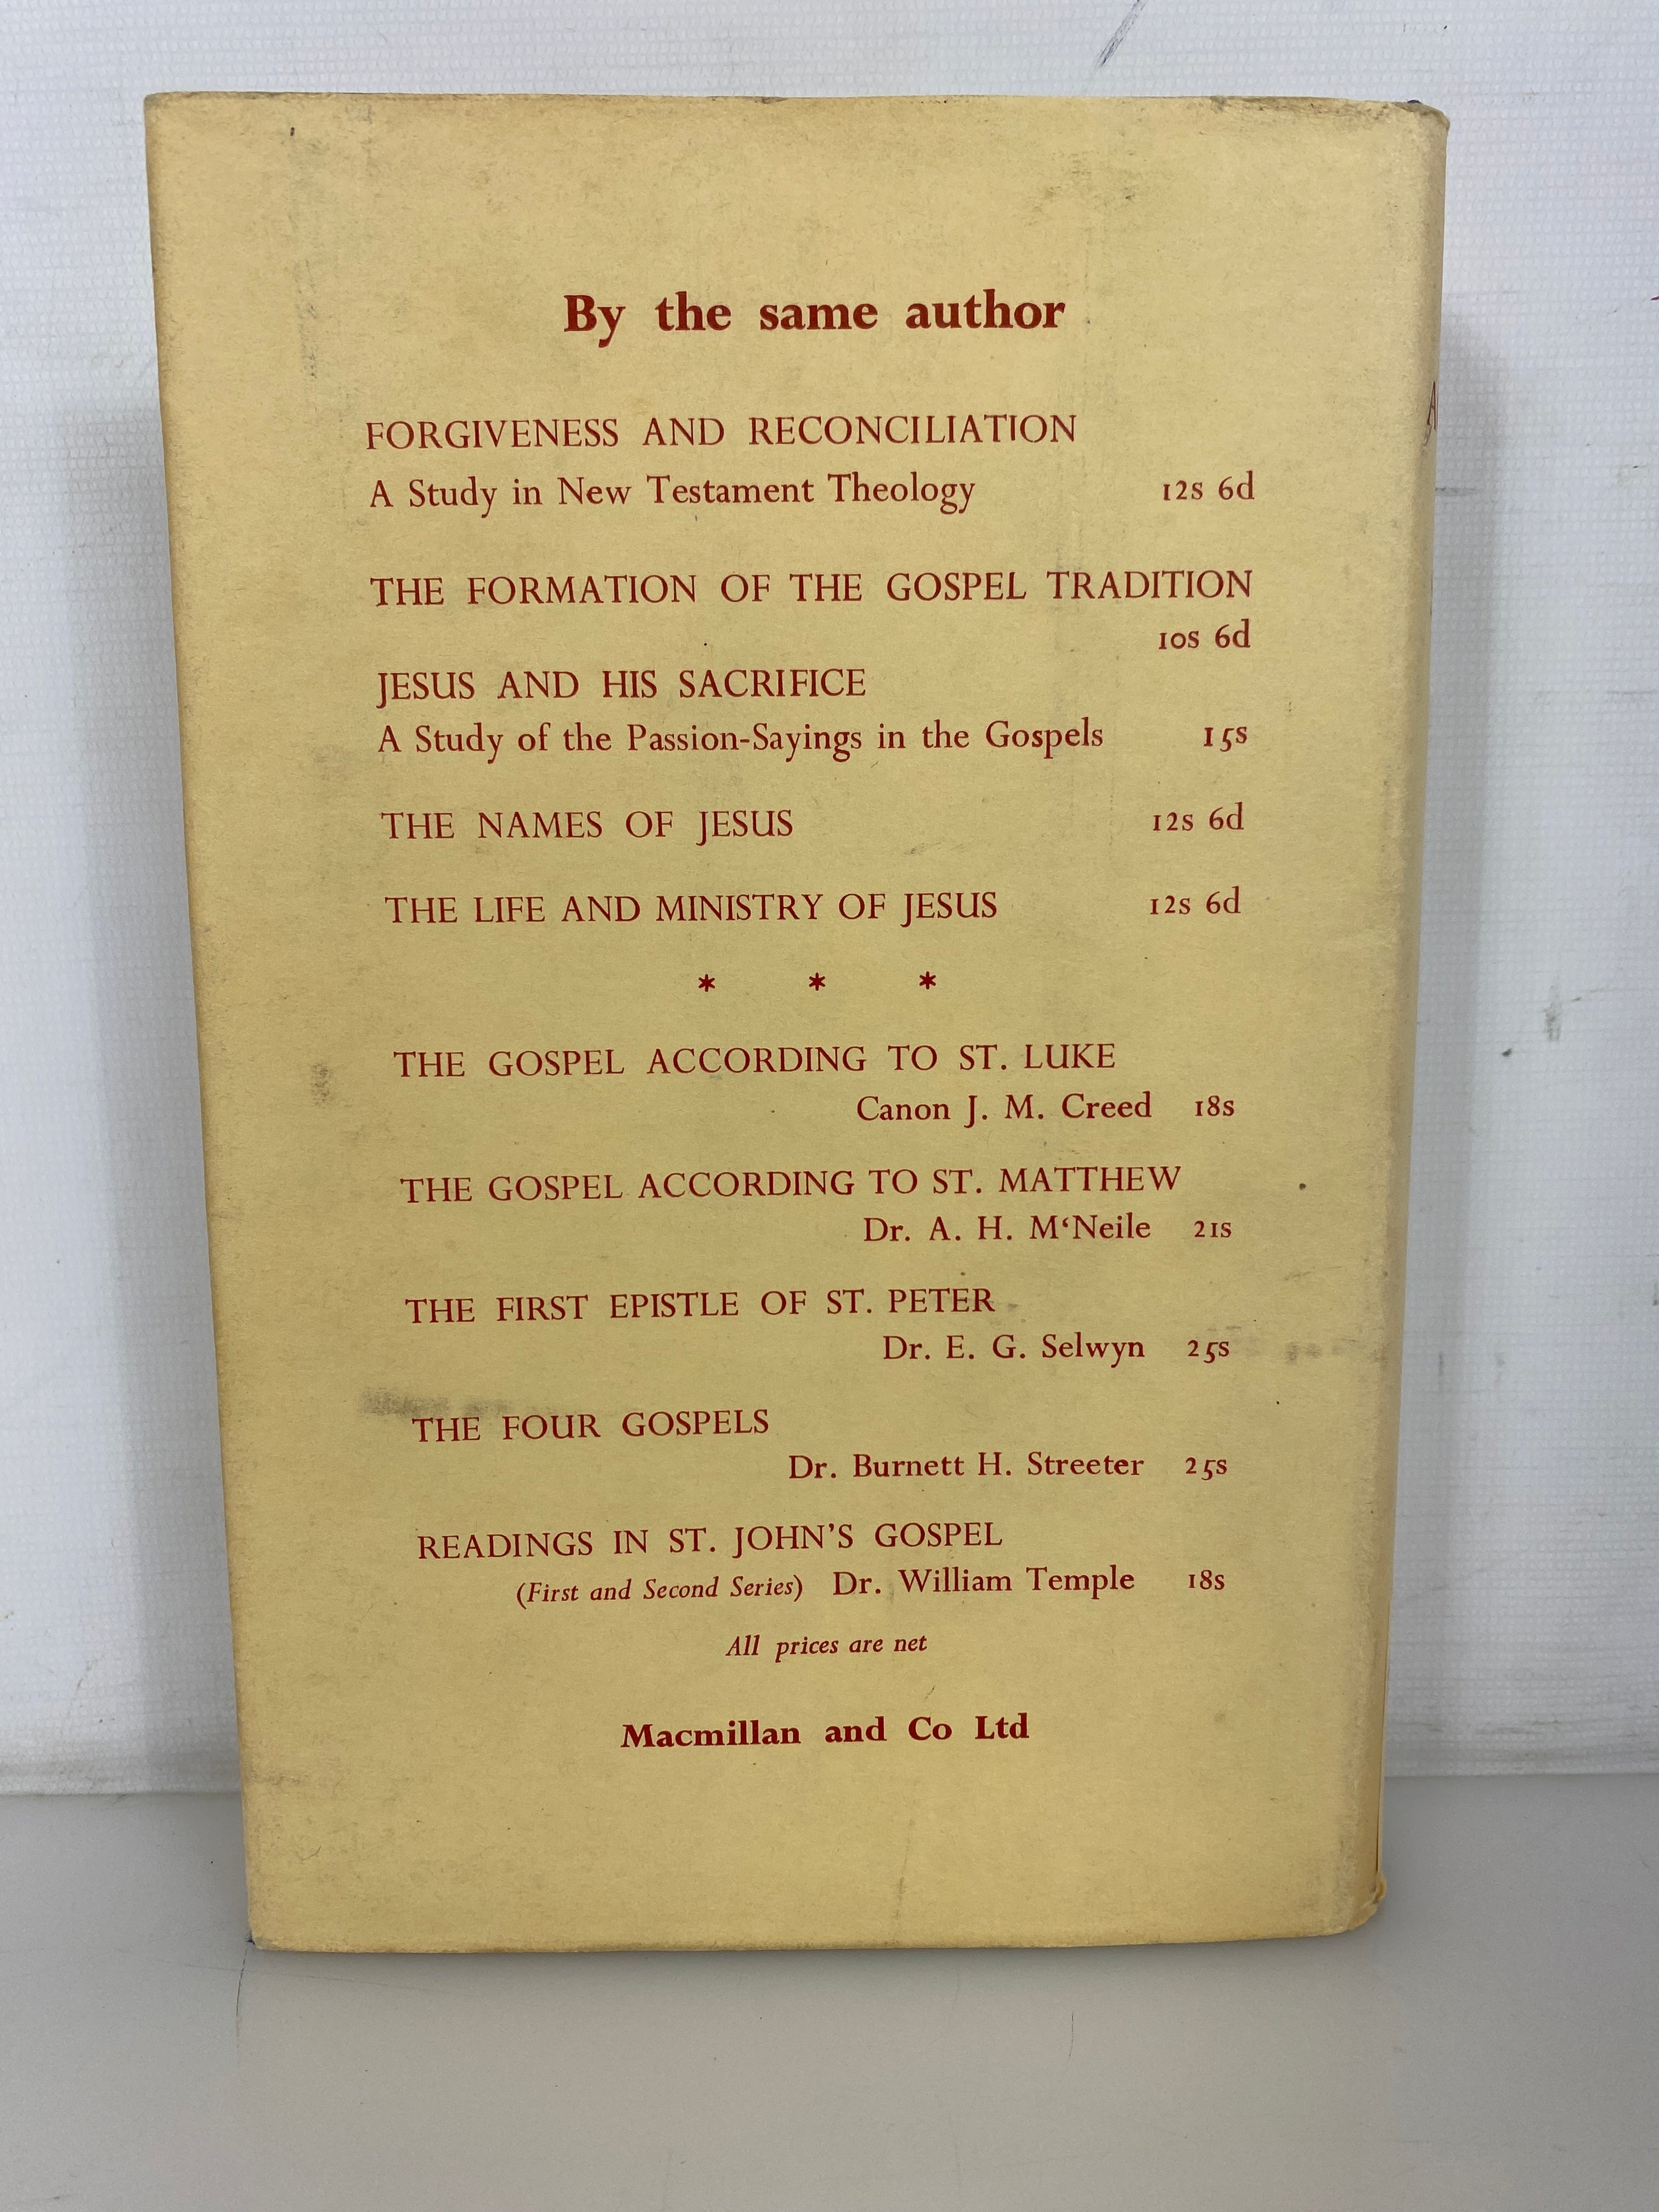 By the same author
FORGIVENESS AND RECONCILIATION
A Study in New Testament Theology 12s 6d
THE FORMATION OF THE GOSPEL TRADITION
10s 6d
JESUS AND HIS SACRIFICE
A Study of the Passion-Sayings in the Gospels 15s
THE NAMES OF JESUS 12s 6d
THE LIFE AND MINISTRY OF JESUS 12s 6d
* * *
THE GOSPEL ACCORDING TO ST. LUKE
Canon J. M. Creed 18s
THE GOSPEL ACCORDING TO ST. MATTHEW
Dr. A. H. M‘Neile 21s
THE FIRST EPISTLE OF ST. PETER
Dr. E. G. Selwyn 25s
THE FOUR GOSPELS
Dr. Burnett H. Streeter 25s
READINGS IN ST. JOHN’S GOSPEL
(First and Second Series) Dr. William Temple 18s
All prices are net
Macmillan and Co Ltd